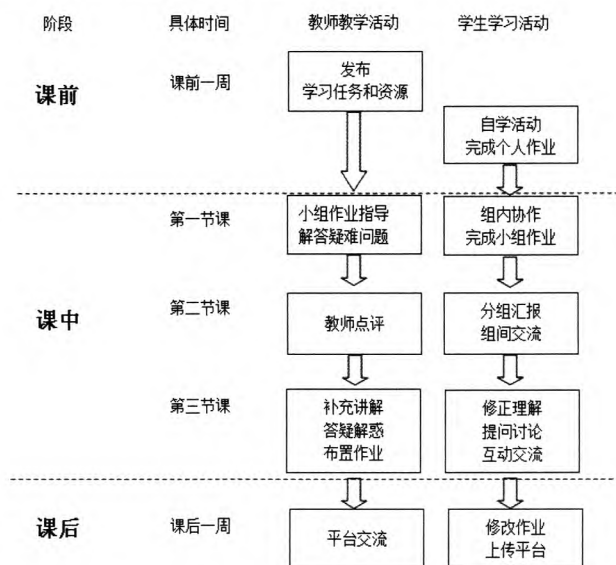 阶段 具体时间 教师教学活动 学生学习活动
课前 课前一周
发布
学习任务和资源
自学活动
完成个人作业
课中
第一节课
小组作业指导
解答疑难问题
组内协作
完成小组作业
第二节课
教师点评
分组汇报
组间交流
第三节课
补充讲解
答疑解惑
布置作业
修正理解
提问讨论
互动交流
课后 课后一周
平台交流
修改作业
上传平台